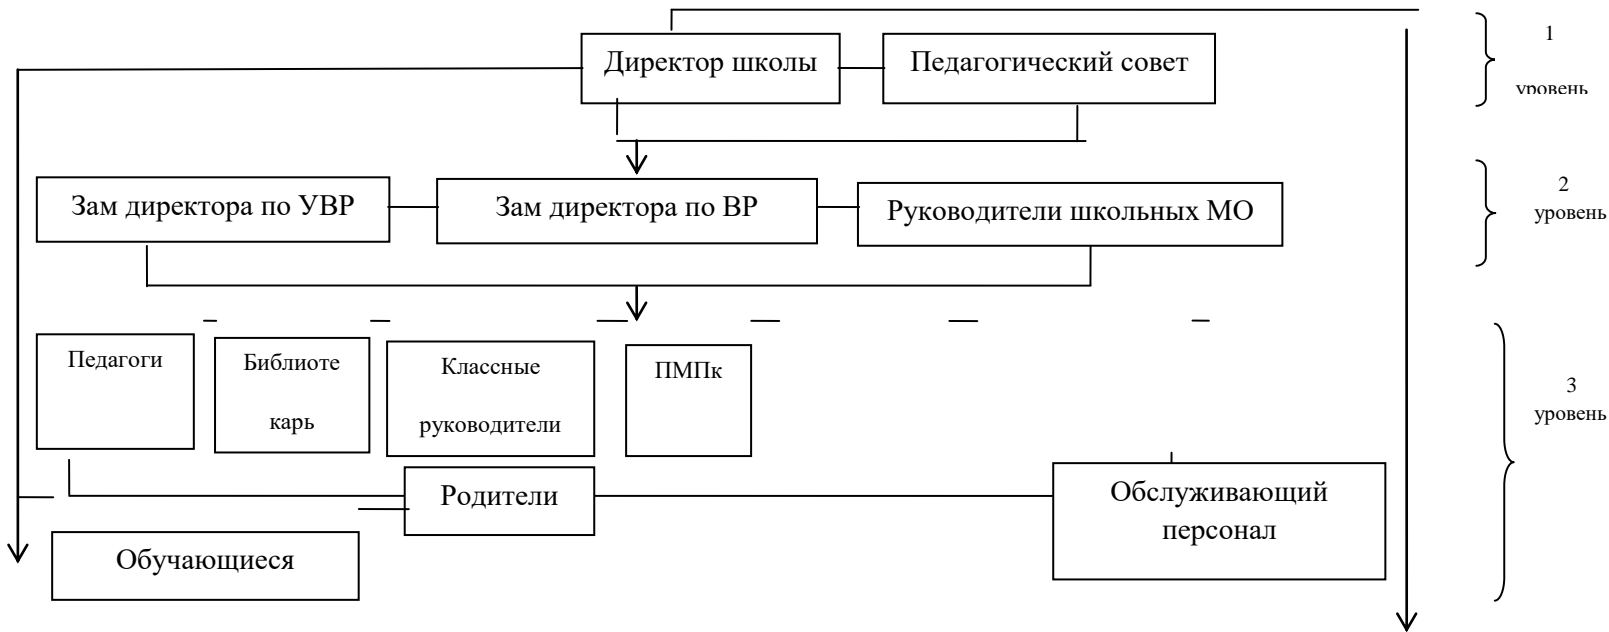 Директор школы
Педагогический совет
1
уровень
Зам директора по УВР
Зам директора по ВР
Руководители школьных МО
2
уровень
Педагоги
Библиоте
карь
Классные
руководители
ПМПк
3
уровень
Родители
Обслуживающий
персонал
Обучающиеся